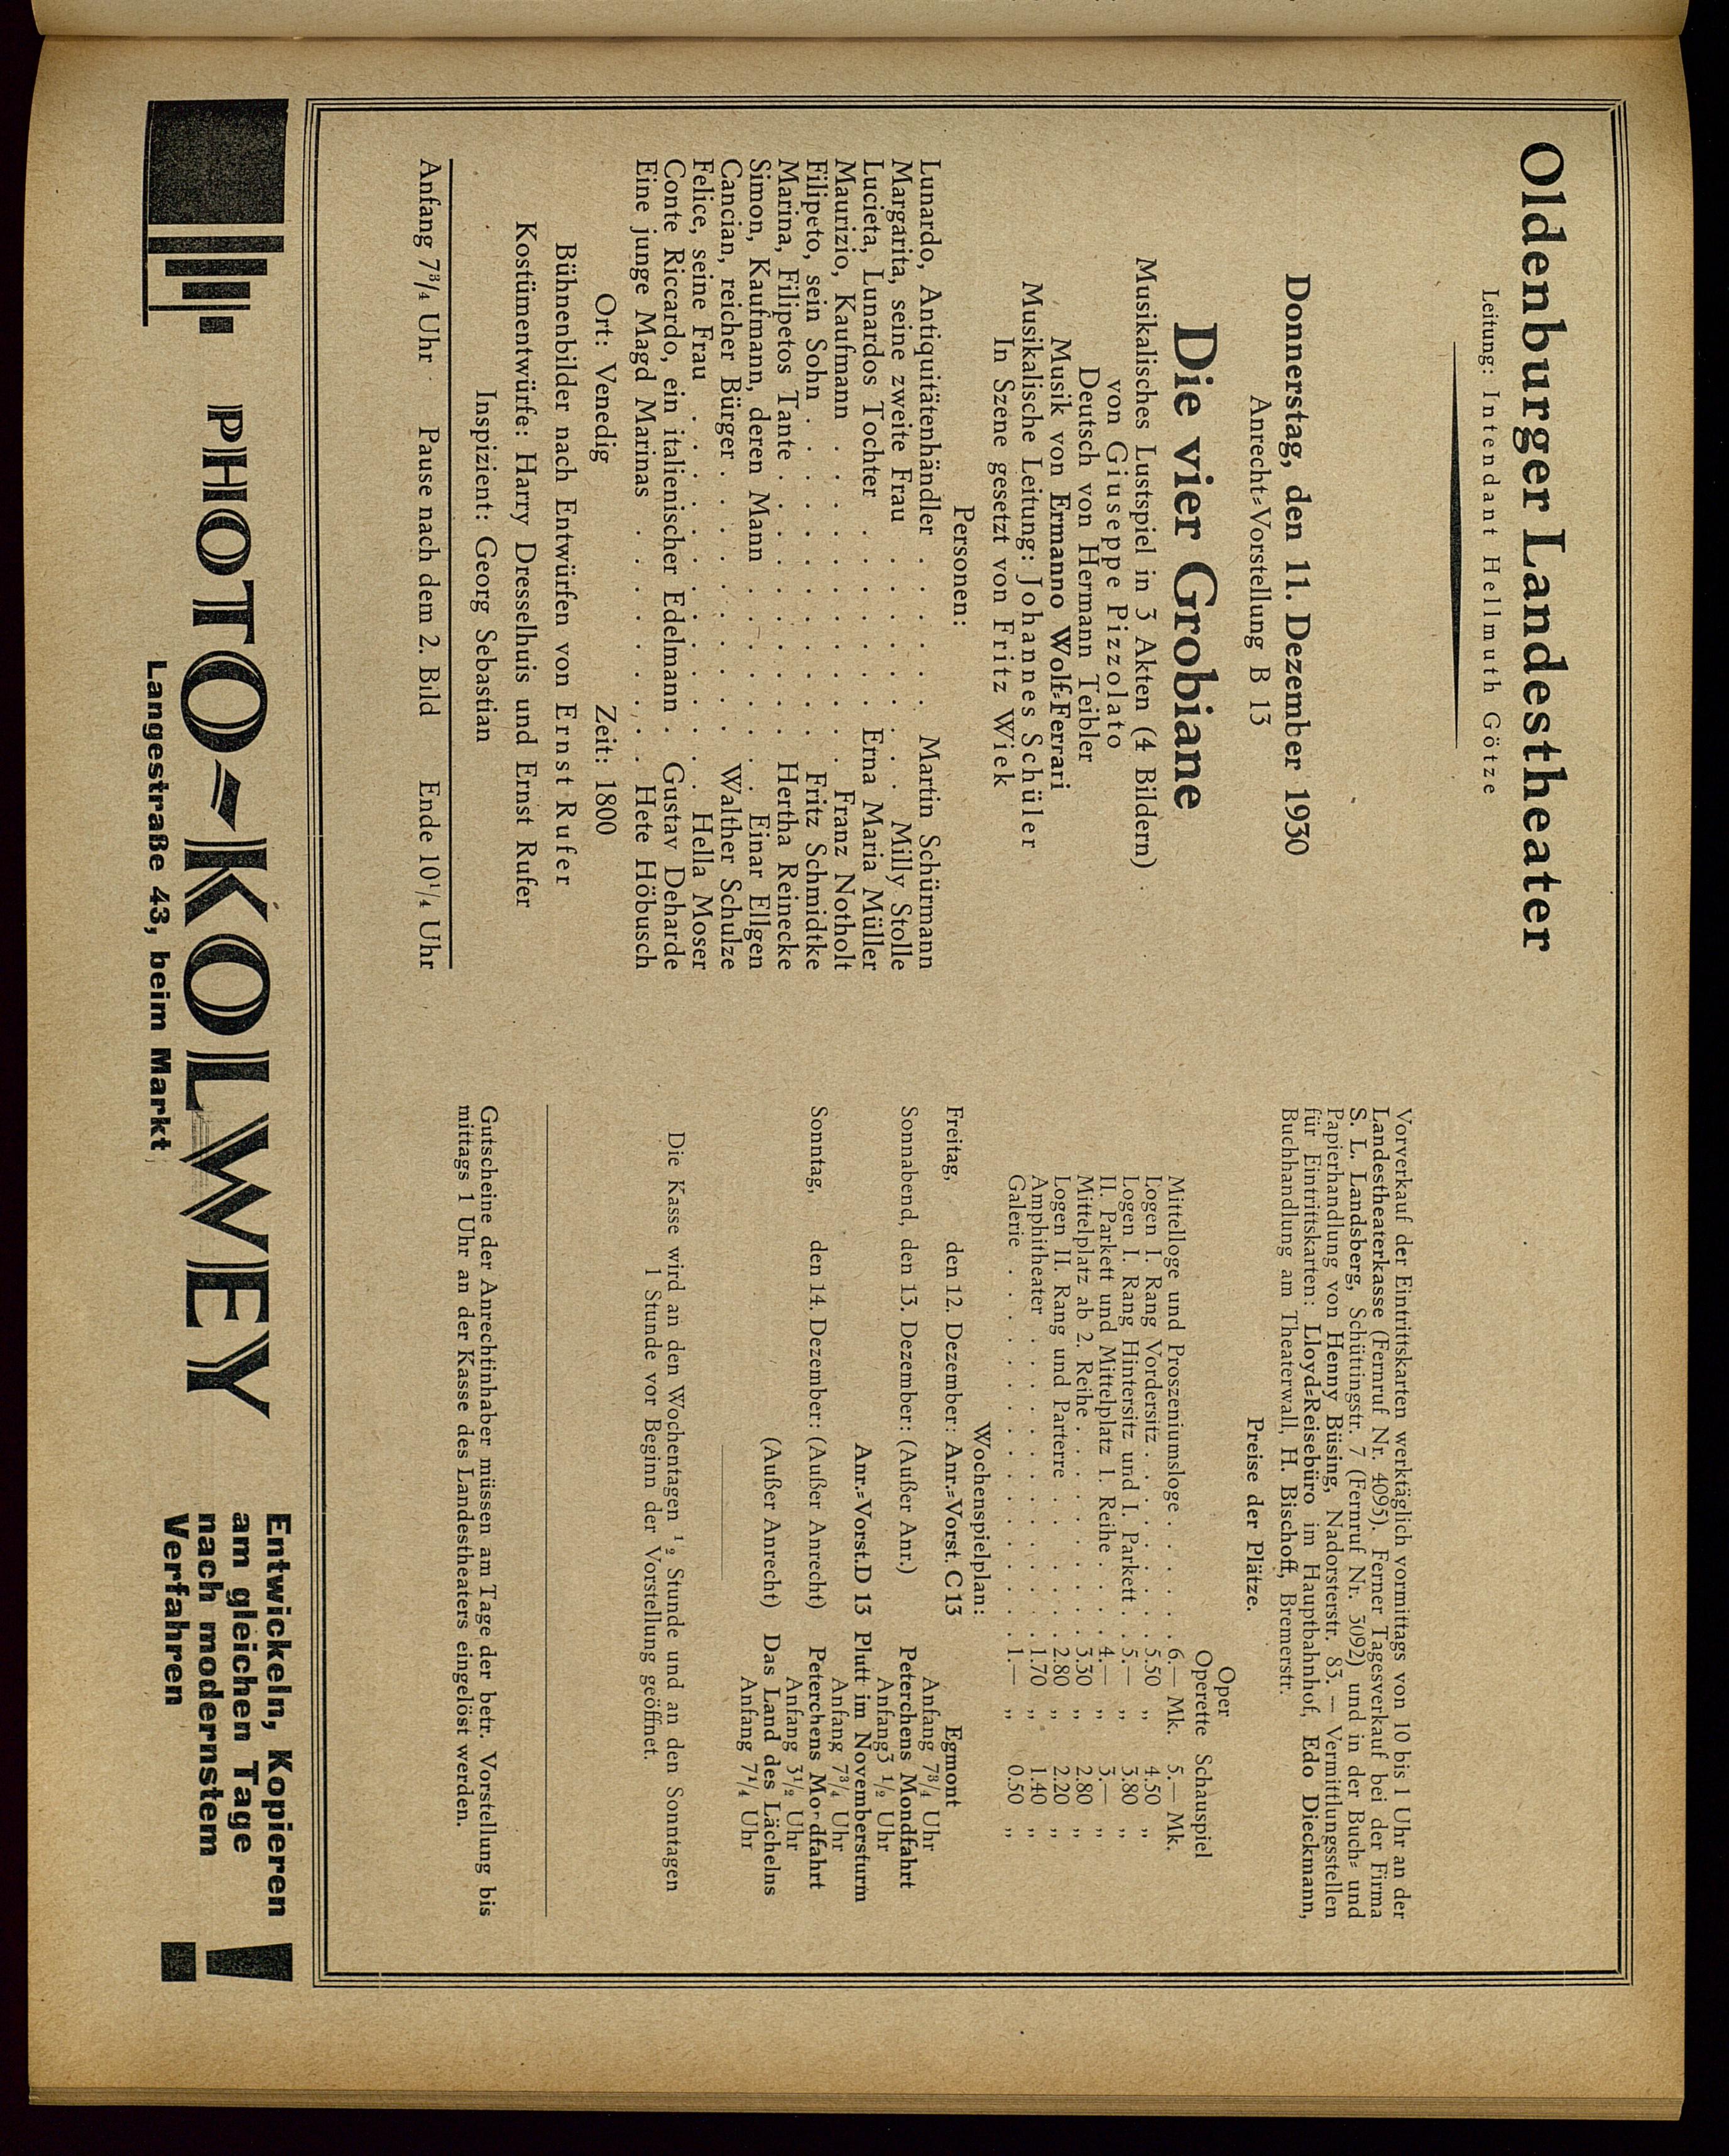 Oldenburger Landestheater
Leitung: Intendant Hellmuth Götze
Donnerstag, den 11. Dezember 1930
Anrecht-Vorstellung B 13
Die vier Grobiane
Musikalisches Lustspiel in 3 Akten (4 Bildern)
von Giuseppe Pizzolato
Deutsch von Hermann Teibler
Musik von Ermanno Wolf-Ferrari
Musikalische Leitung: Johannes Schüler
In Szene gesetzt von Fritz Wiek
Personen:
Lunardo, Antiquitätenhändler . . . . . . Martin Schürmann
Margarita, seine zweite Frau . . . . . . . . Milly Stolle
Lucieta, Lunardos Tochter . . . . . . . Erna Maria Müller
Maurizio, Kaufmann . . . . . . . . . . . Franz Notholt
Filipeto, sein Sohn . . . . . . . . . . . . Fritz Schmidtke
Marina, Filipetos Tante . . . . . . . . . . Hertha Reinecke
Simon, Kaufmann, deren Mann . . . . . . . . Einar Ellgen
Cancian, reicher Bürger . . . . . . . . . . Walther Schulze
Felice, seine Frau . . . . . . . . . . . . . . Hella Moser
Conte Riccardo, ein italienischer Edelmann . Gustav Deharde
Eine junge Magd Marinas . . . . . . . . . Hete Höbusch
Ort: Venedig Zeit: 1800
Bühnenbilder nach Entwürfen von Ernst Rufer
Kostümentwürfe: Harry Dresselhuis und Ernst Rufer
Inspizient: Georg Sebastian
Anfang 7¾ Uhr Pause nach dem 2. Bild Ende 10¼ Uhr
Vorverkauf der Eintrittskarten werktäglich vormittags von 10 bis 1 Uhr an der
Landestheaterkasse (Fernruf Nr. 4095). Ferner Tagesverkauf bei der Firma
S. L. Landsberg, Schüttingstr. 7 (Fernruf Nr. 3092) und in der Buch- und
Papierhandlung von Henny Büsing, Nadorsterstr. 83. — Vermittlungsstellen
für Eintrittskarten: Lloyd-Reisebüro im Hauptbahnhof, Edo Dieckmann,
Buchhandlung am Theaterwall, H. Bischoff, Bremerstr.
Preise der Plätze.
Oper
Operette Schauspiel
Mittelloge und Proszeniumsloge . . . . . . 6.— Mk. 5.— Mk.
Logen I. Rang Vordersitz . . . . . . . . 5.50 „ 4.50 „
Logen I. Rang Hintersitz und I. Parkett . . 5.— „ 3.80 „
II. Parkett und Mittelplatz 1. Reihe . . . . 4.— „ 3.— „
Mittelplatz ab 2. Reihe . . . . . . . . . 3.30 „ 2.80 „
Logen II. Rang und Parterre . . . . . . . 2.80 „ 2.20 „
Amphitheater . . . . . . . . . . . . . 1.70 „ 1.40 „
Galerie . . . . . . . . . . . . . . . . 1.— „ 0.50 „
Wochenspielplan:
Freitag, den 12. Dezember: Anr.-Vorst. C 13 Egmont
Anfang 7¾ Uhr
Sonnabend, den 13. Dezember: (Außer Anr.) Peterchens Mondfahrt
Anfang 3 ½ Uhr
Anr.-Vorst. D 13 Plutt im Novembersturm
Anfang 7¾ Uhr
Sonntag, den 14. Dezember: (Außer Anrecht) Peterchens Mondfahrt
Anfang 3½ Uhr
(Außer Anrecht) Das Land des Lächelns
Anfang 7¼ Uhr
Die Kasse wird an den Wochentagen ½ Stunde und an den Sonntagen
1 Stunde vor Beginn der Vorstellung geöffnet.
Gutscheine der Anrechtinhaber müssen am Tage der betr. Vorstellung bis
mittags 1 Uhr an der Kasse des Landestheaters eingelöst werden.
PHOTO-KOLWEY
Langestraße 43, beim Markt
Entwickeln, Kopieren
am gleichen Tage
nach modernstem
Verfahren !